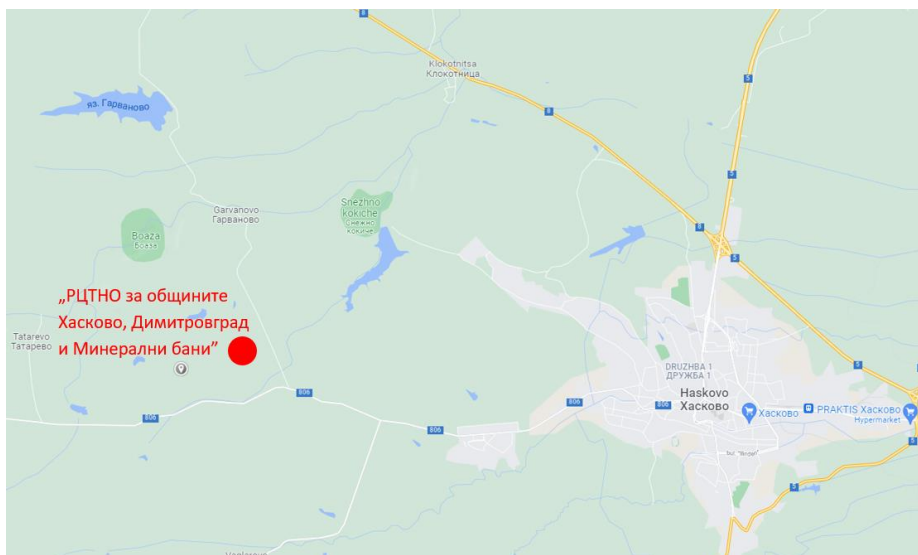 8
5
Klokotnitsa
Клокотница
5
яз. Гарваново
8
5
Snezhno
kokiche
Снежно
кокиче
Garvanovo
Гарваново
Boaza
Боаза
8
5
„РЦТНО за общините
Хасково, Димитровград
и Минерални бани”
Tatarevo
Татарево
DRUZHBA 1
ДРУЖБА 1
806
Haskovo
Хасково
806
806
Хасково
PRAKTIS Хасково
Hypermarket
806
5
5
5